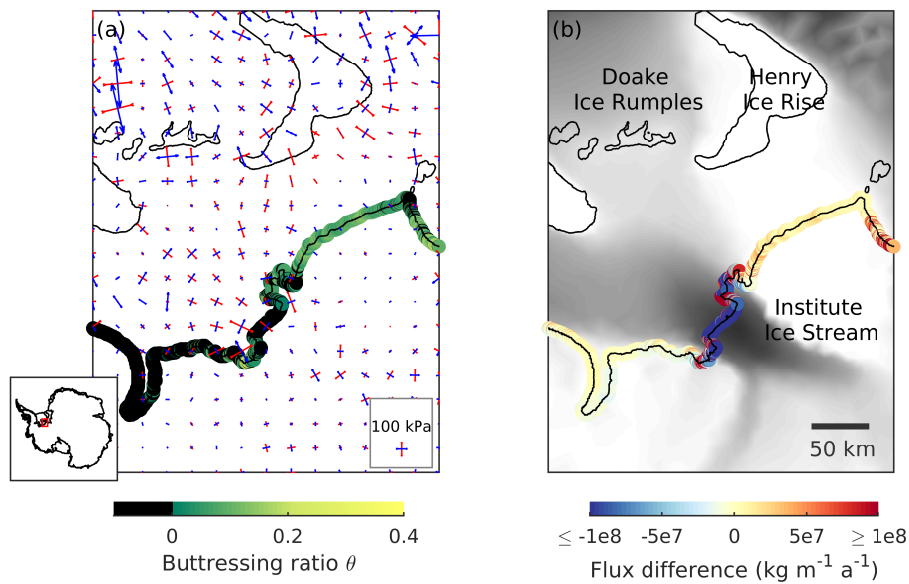 (a)
100 kPa
0
0.2
0.4
Buttressing ratio θ
(b)
Doake
Ice Rumples
Henry
Ice Rise
Institute
Ice Stream
50 km
≤ -1e8
-5e7
0
5e7
≥ 1e8
Flux difference (kg m⁻¹ a⁻¹)